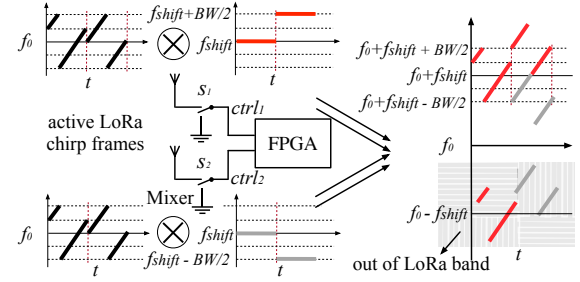 fshift+BW/2
f0
fshift
t
t
s1
ctrl1
active LoRa
chirp frames
FPGA
s2
ctrl2
Mixer
f0
fshift
fshift - BW/2
t
t
f0+fshift + BW/2
f0+fshift
f0+fshift - BW/2
f0
f0 - fshift
out of LoRa band
t